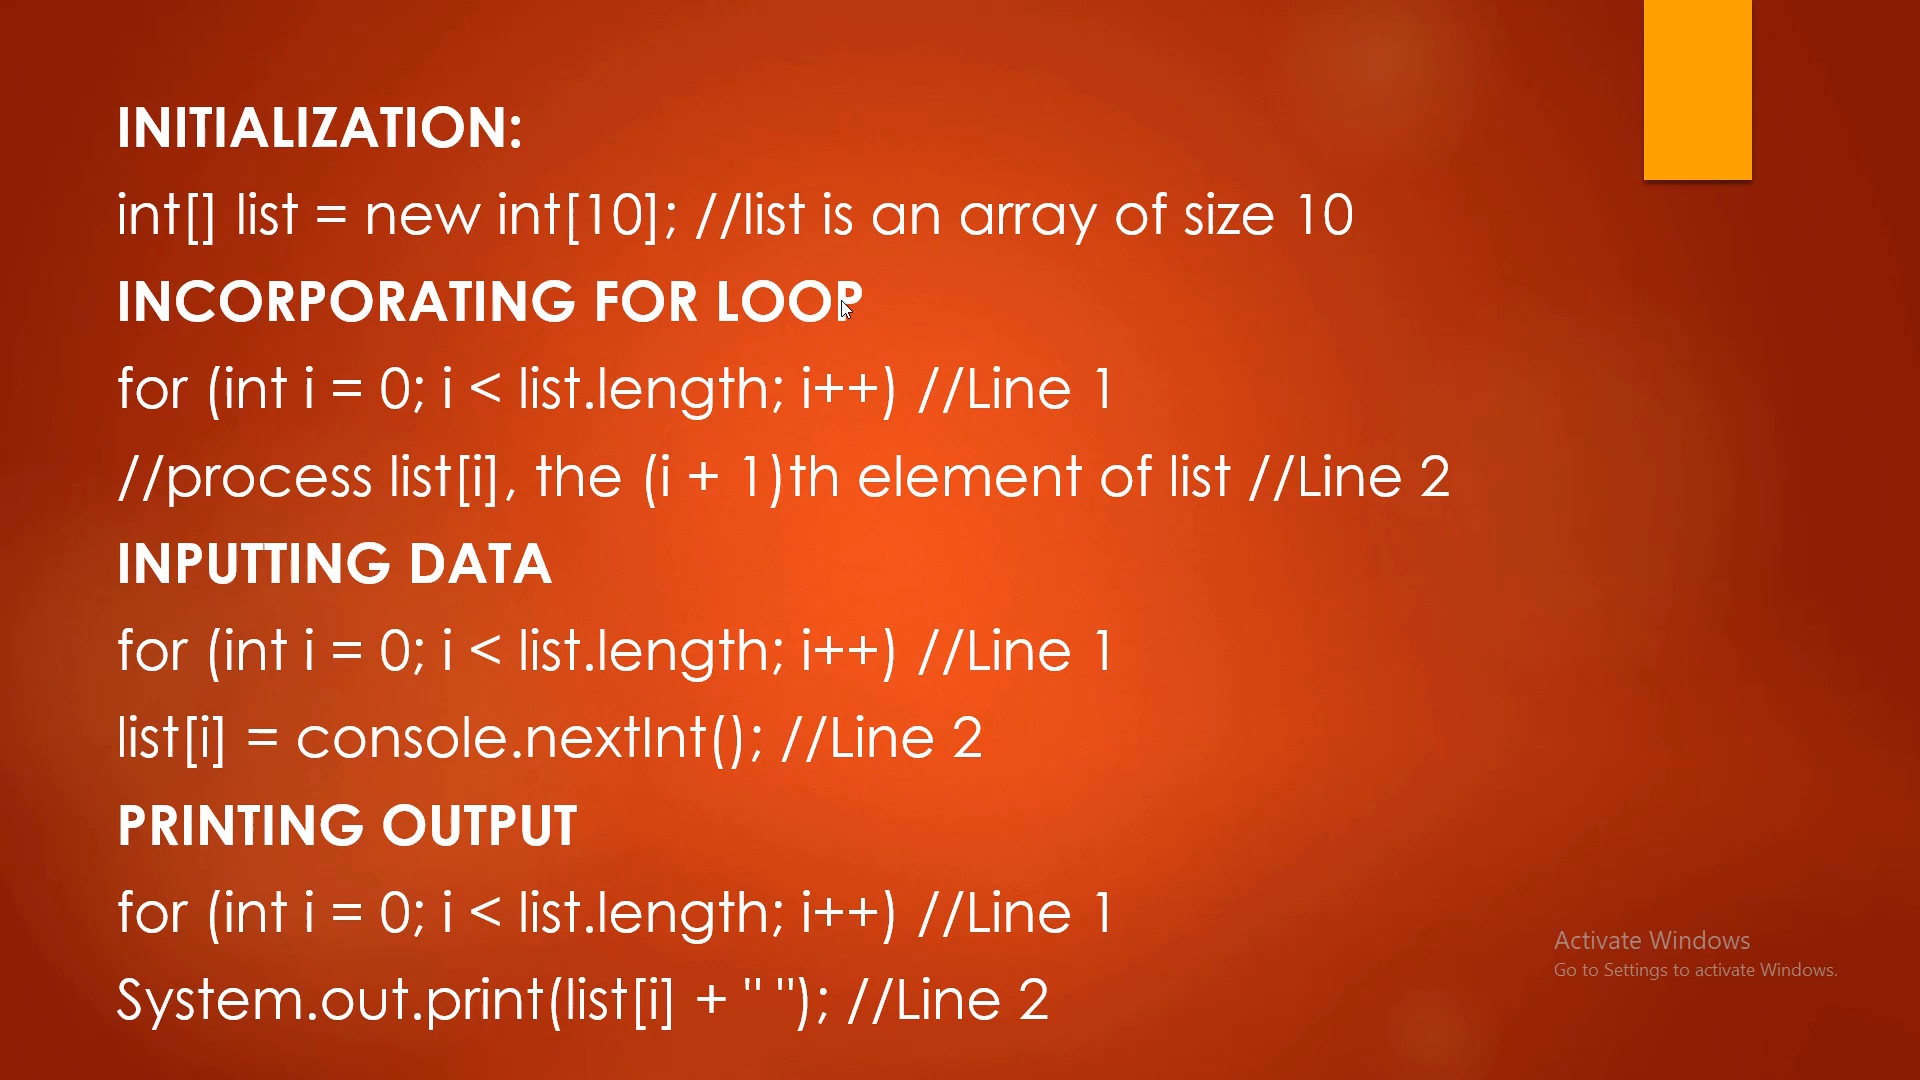 INITIALIZATION:
int[] list = new int[10]; //list is an array of size 10
INCORPORATING FOR LOOP
for (int i = 0; i < list.length; i++) //Line 1
//process list[i], the (i + 1)th element of list //Line 2
INPUTTING DATA
for (int i = 0; i < list.length; i++) //Line 1
list[i] = console.nextInt(); //Line 2
PRINTING OUTPUT
for (int i = 0; i < list.length; i++) //Line 1
System.out.print(list[i] + " "); //Line 2
Activate Windows
Go to Settings to activate Windows.